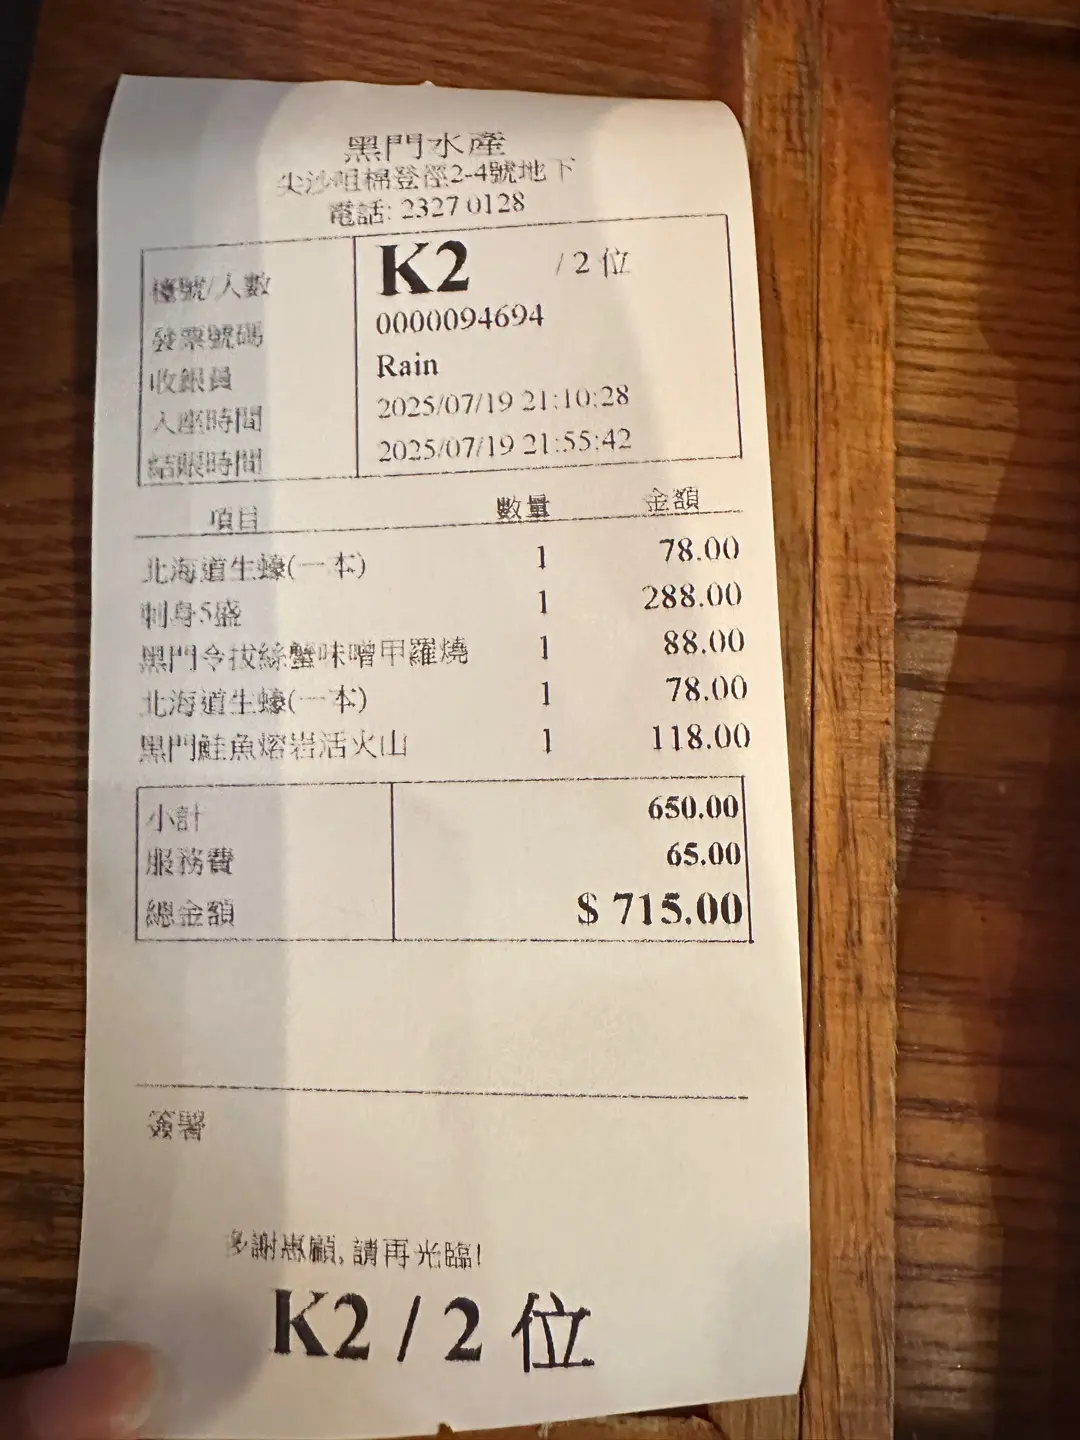 黑門水產
尖沙咀棉登徑2-4號地下
電話: 2327 0128
檯號/人數 K2 / 2 位
發票號碼 0000094694
收銀員 Rain
入座時間 2025/07/19 21:10:28
結賬時間 2025/07/19 21:55:42
項目 數量 金額
北海道生蠔(一本) 1 78.00
刺身5盛 1 288.00
黑門令拔絲蟹味噌甲羅燒 1 88.00
北海道生蠔(一本) 1 78.00
黑門鮭魚熔岩活火山 1 118.00
小計 650.00
服務費 65.00
總金額 $ 715.00
簽署
多謝惠顧, 請再光臨!
K2 / 2 位